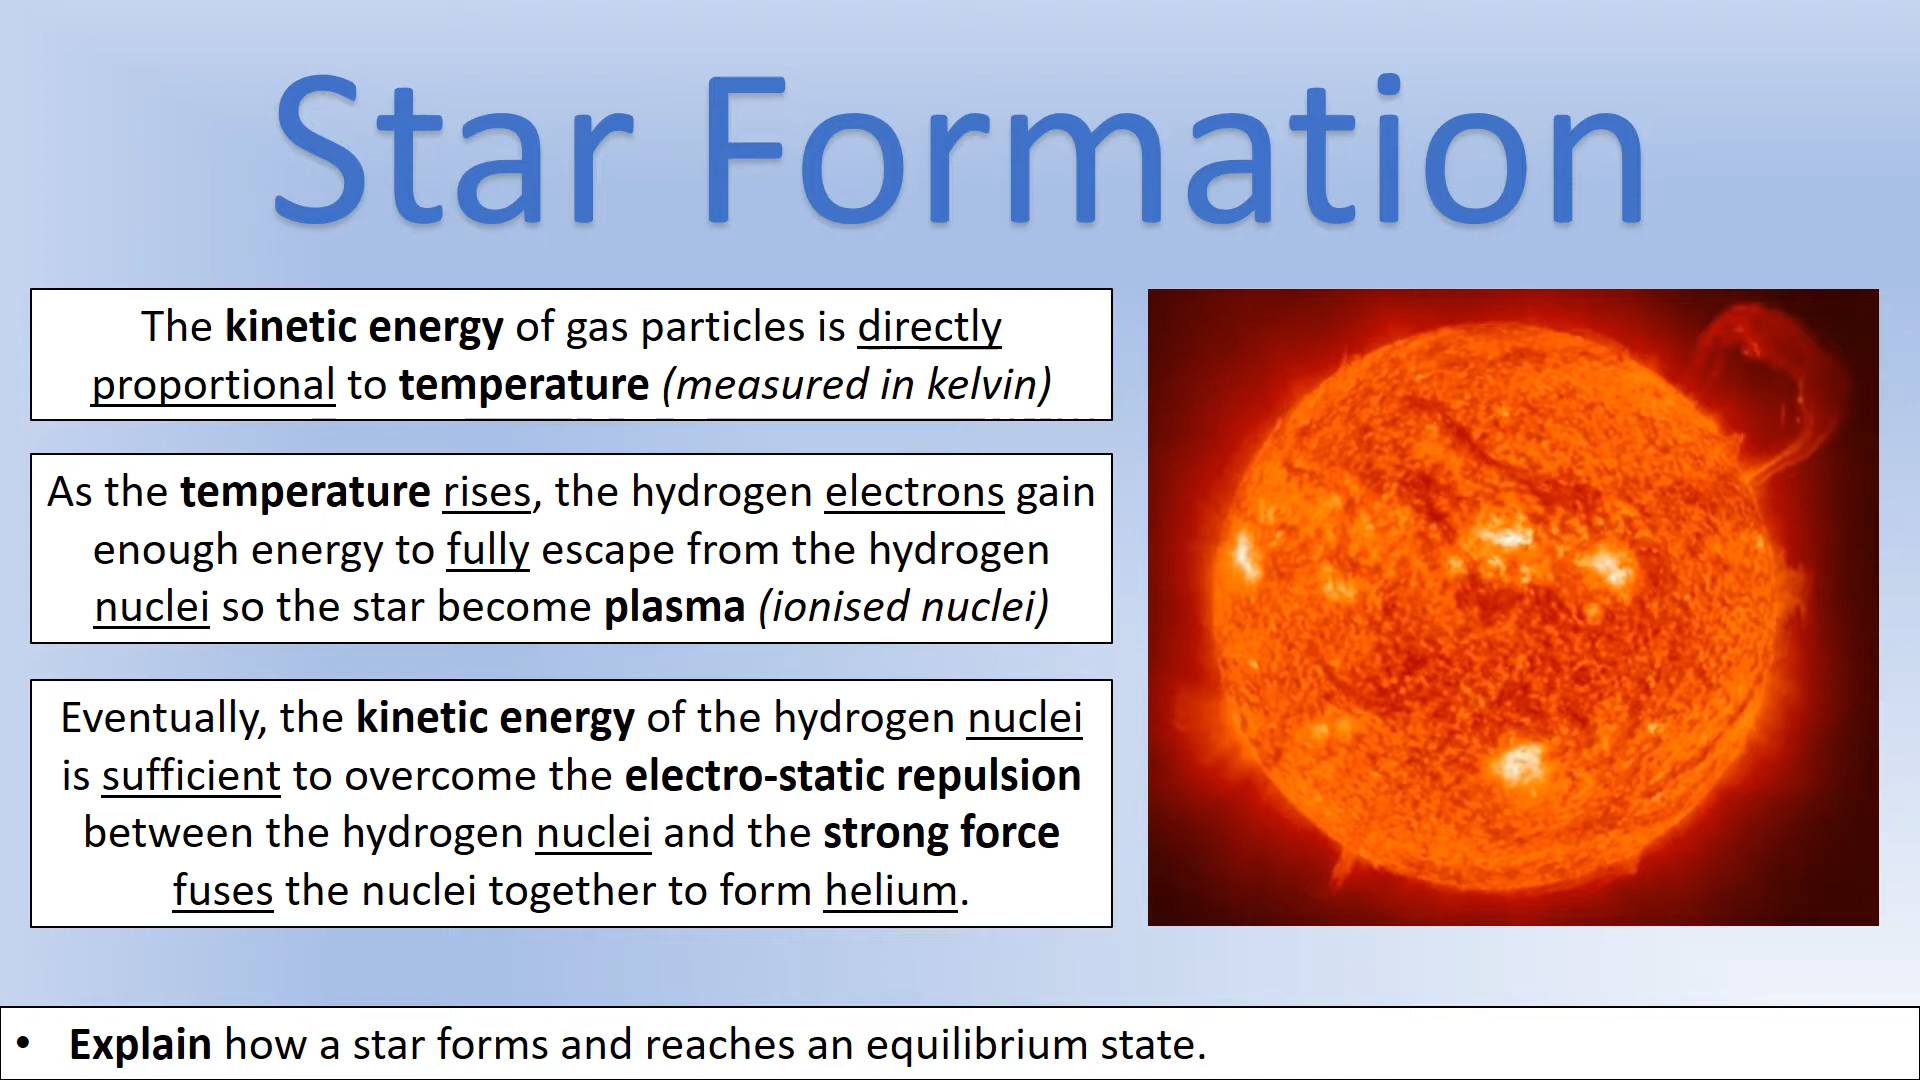 Star Formation
The kinetic energy of gas particles is directly
proportional to temperature (measured in kelvin)
As the temperature rises, the hydrogen electrons gain
enough energy to fully escape from the hydrogen
nuclei so the star become plasma (ionised nuclei)
Eventually, the kinetic energy of the hydrogen nuclei
is sufficient to overcome the electro-static repulsion
between the hydrogen nuclei and the strong force
fuses the nuclei together to form helium.
• Explain how a star forms and reaches an equilibrium state.